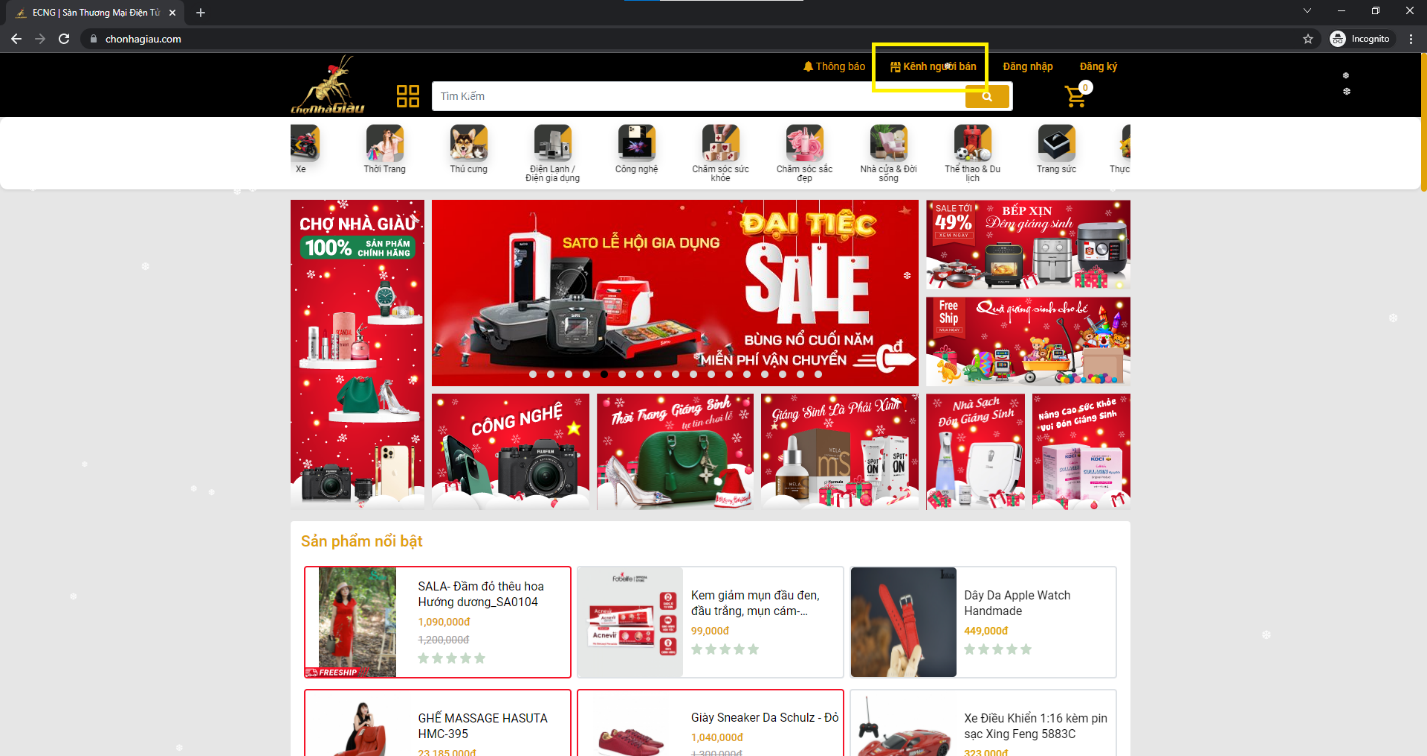 ECNG | Sàn Thương Mại Điện Tử
chonhagiau.com
Incognito
Thông báo
Kênh người bán
Đăng nhập
Đăng ký
ChợNhàGiàu
Tìm Kiếm
0
Xe
Thời Trang
Thú cưng
Điện Lạnh /
Điện gia dụng
Công nghệ
Chăm sóc sức
khỏe
Chăm sóc sắc
đẹp
Nhà cửa & Đời
sống
Thể thao & Du
lịch
Trang sức
Thực
CHỢ NHÀ GIÀU
100% SẢN PHẨM
CHÍNH HÃNG
SATO LỄ HỘI GIA DỤNG
ĐẠI TIỆC
SALE
BÙNG NỔ CUỐI NĂM
MIỄN PHÍ VẬN CHUYỂN
đ
SALE TỚI
49%
XEM NGAY
BẾP XỊN
Đêm giáng sinh
Free
Ship
Quà giáng sinh cho bé
CÔNG NGHỆ
Thời Trang Giáng Sinh
tự tin chơi lễ
Giáng Sinh Là Phải Xinh
Nhà Sạch
Đón Giáng Sinh
Nâng Cao Sức Khỏe
Vui Đón Giáng Sinh
Sản phẩm nổi bật
SALA- Đầm đỏ thêu hoa
Hướng dương_SA0104
1,090,000đ
1,200,000đ
FREESHIP
Fobelife
Acnevil
Kem giảm mụn đầu đen,
đầu trắng, mụn cám-...
99,000đ
Dây Da Apple Watch
Handmade
449,000đ
GHẾ MASSAGE HASUTA
HMC-395
23,185,000đ
Giày Sneaker Da Schulz - Đỏ
1,040,000đ
1,300,000đ
Xe Điều Khiển 1:16 kèm pin
sạc Xing Feng 5883C
323,000đ